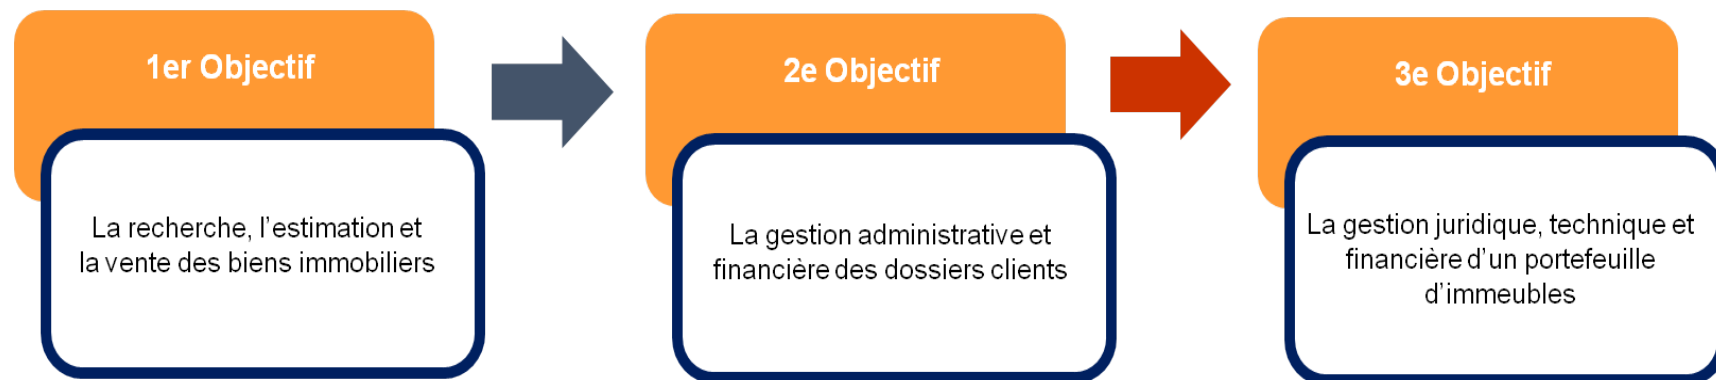 1er Objectif
La recherche, l'estimation et
la vente des biens immobiliers
2e Objectif
La gestion administrative et
financière des dossiers clients
3e Objectif
La gestion juridique, technique et
financière d'un portefeuille
d'immeubles